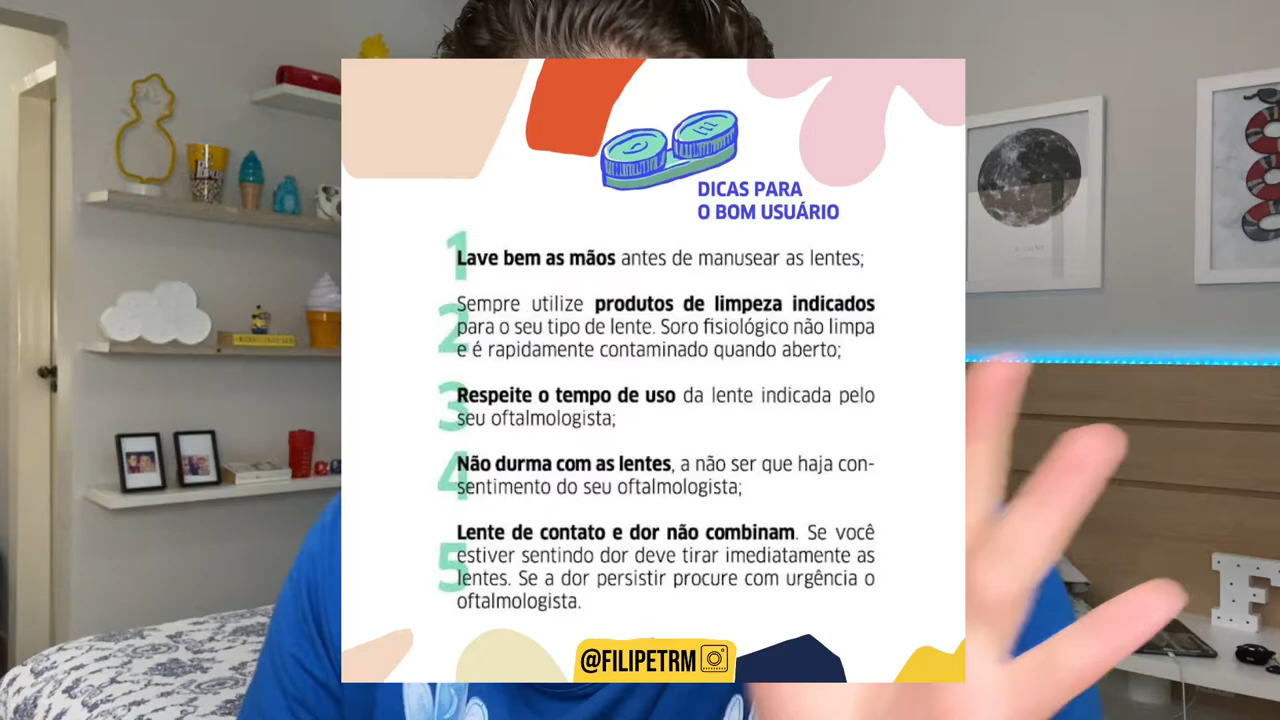 DICAS PARA
O BOM USUÁRIO
1
Lave bem as mãos antes de manusear as lentes;
2
Sempre utilize produtos de limpeza indicados
para o seu tipo de lente. Soro fisiológico não limpa
e é rapidamente contaminado quando aberto;
3
Respeite o tempo de uso da lente indicada pelo
seu oftalmologista;
4
Não durma com as lentes, a não ser que haja con-
sentimento do seu oftalmologista;
5
Lente de contato e dor não combinam. Se você
estiver sentindo dor deve tirar imediatamente as
lentes. Se a dor persistir procure com urgência o
oftalmologista.
@FILIPETRM
F